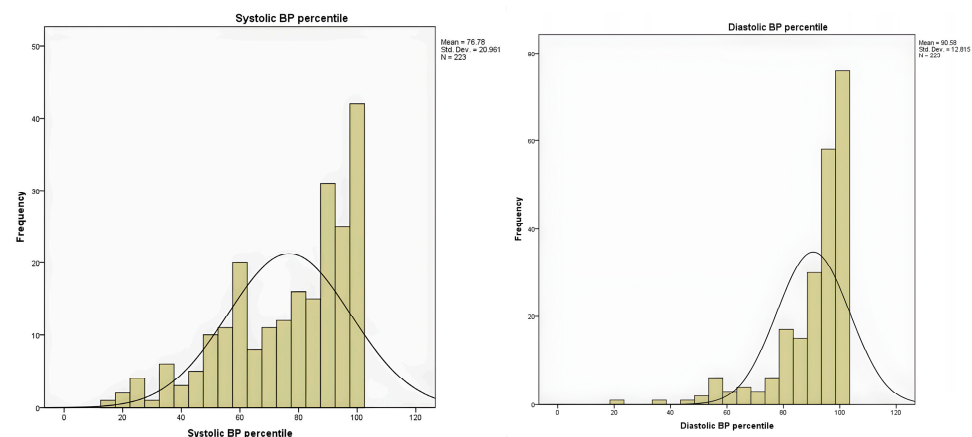 Systolic BP percentile
Mean = 76.78
Std. Dev. = 20.961
N = 223
50
40
30
20
10
0
Frequency
0 20 40 60 80 100 120
Systolic BP percentile
Diastolic BP percentile
Mean = 90.58
Std. Dev. = 12.815
N = 223
80
60
40
20
0
Frequency
0 20 40 60 80 100 120
Diastolic BP percentile